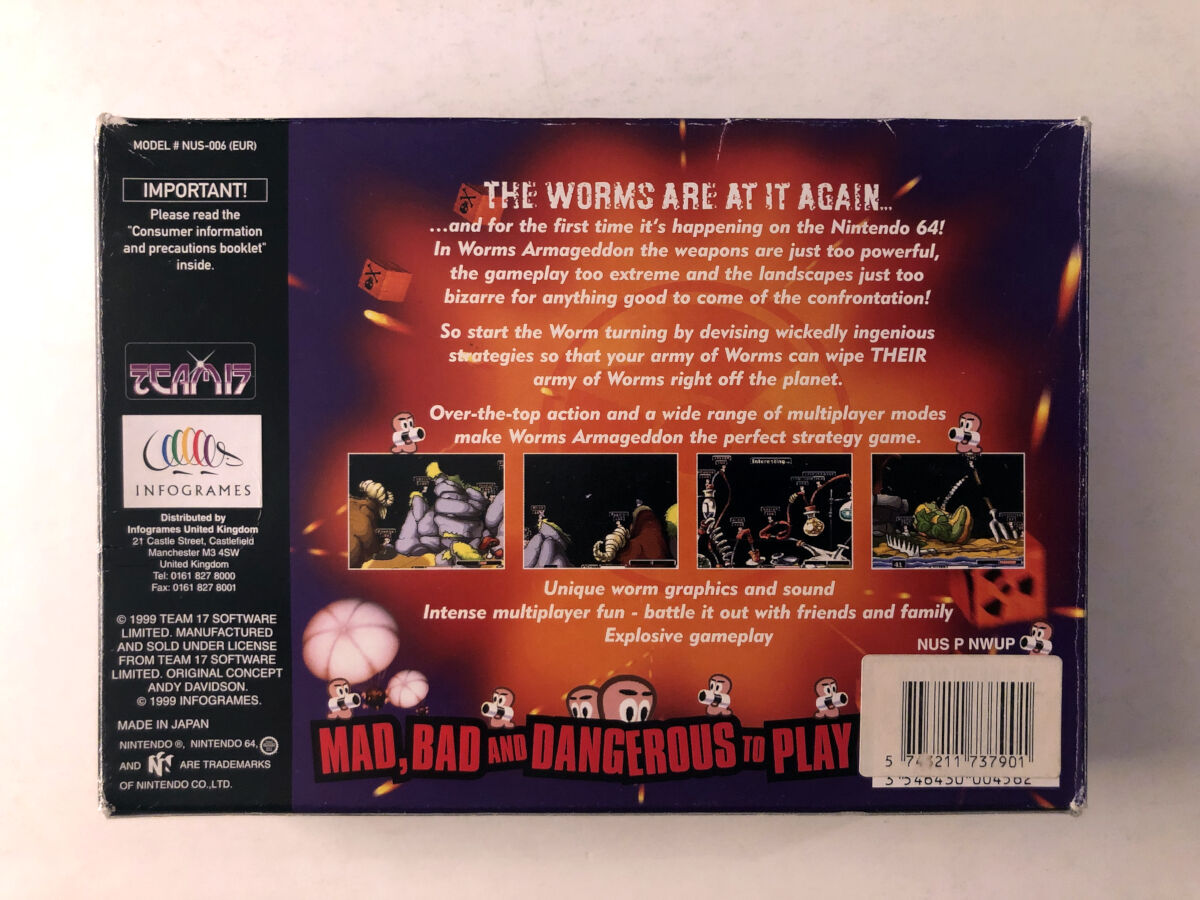 MODEL # NUS-006 (EUR)
IMPORTANT!
Please read the
"Consumer information
and precautions booklet"
inside.
TEAM17
INFOGRAMES
Distributed by
Infogrames United Kingdom
21 Castle Street, Castlefield
Manchester M3 4SW
United Kingdom
Tel: 0161 827 8000
Fax: 0161 827 8001
© 1999 TEAM 17 SOFTWARE
LIMITED. MANUFACTURED
AND SOLD UNDER LICENSE
FROM TEAM 17 SOFTWARE
LIMITED. ORIGINAL CONCEPT
ANDY DAVIDSON.
© 1999 INFOGRAMES.
MADE IN JAPAN
NINTENDO ®, NINTENDO 64,
AND ARE TRADEMARKS
OF NINTENDO CO.,LTD.
THE WORMS ARE AT IT AGAIN...
...and for the first time it's happening on the Nintendo 64!
In Worms Armageddon the weapons are just too powerful,
the gameplay too extreme and the landscapes just too
bizarre for anything good to come of the confrontation!
So start the Worm turning by devising wickedly ingenious
strategies so that your army of Worms can wipe THEIR
army of Worms right off the planet.
Over-the-top action and a wide range of multiplayer modes
make Worms Armageddon the perfect strategy game.
Interesting...
Unique worm graphics and sound
Intense multiplayer fun - battle it out with friends and family
Explosive gameplay
NUS P NWUP
MAD, BAD AND DANGEROUS TO PLAY
5 743211 737901
3 546430 004562